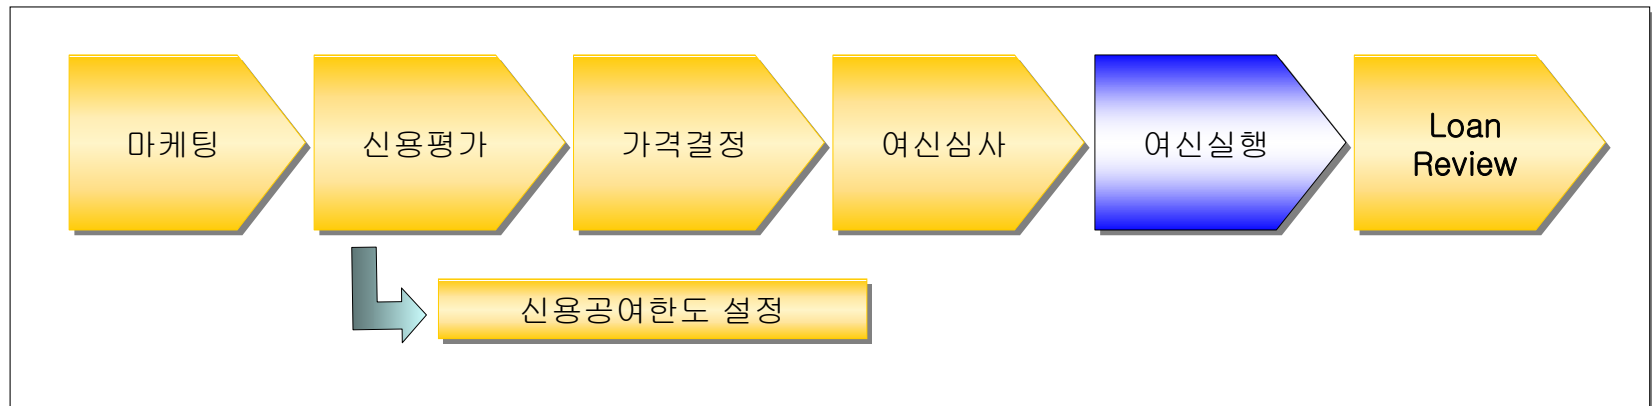 마케팅
신용평가
가격결정
여신심사
여신실행
Loan
Review
신용공여한도 설정